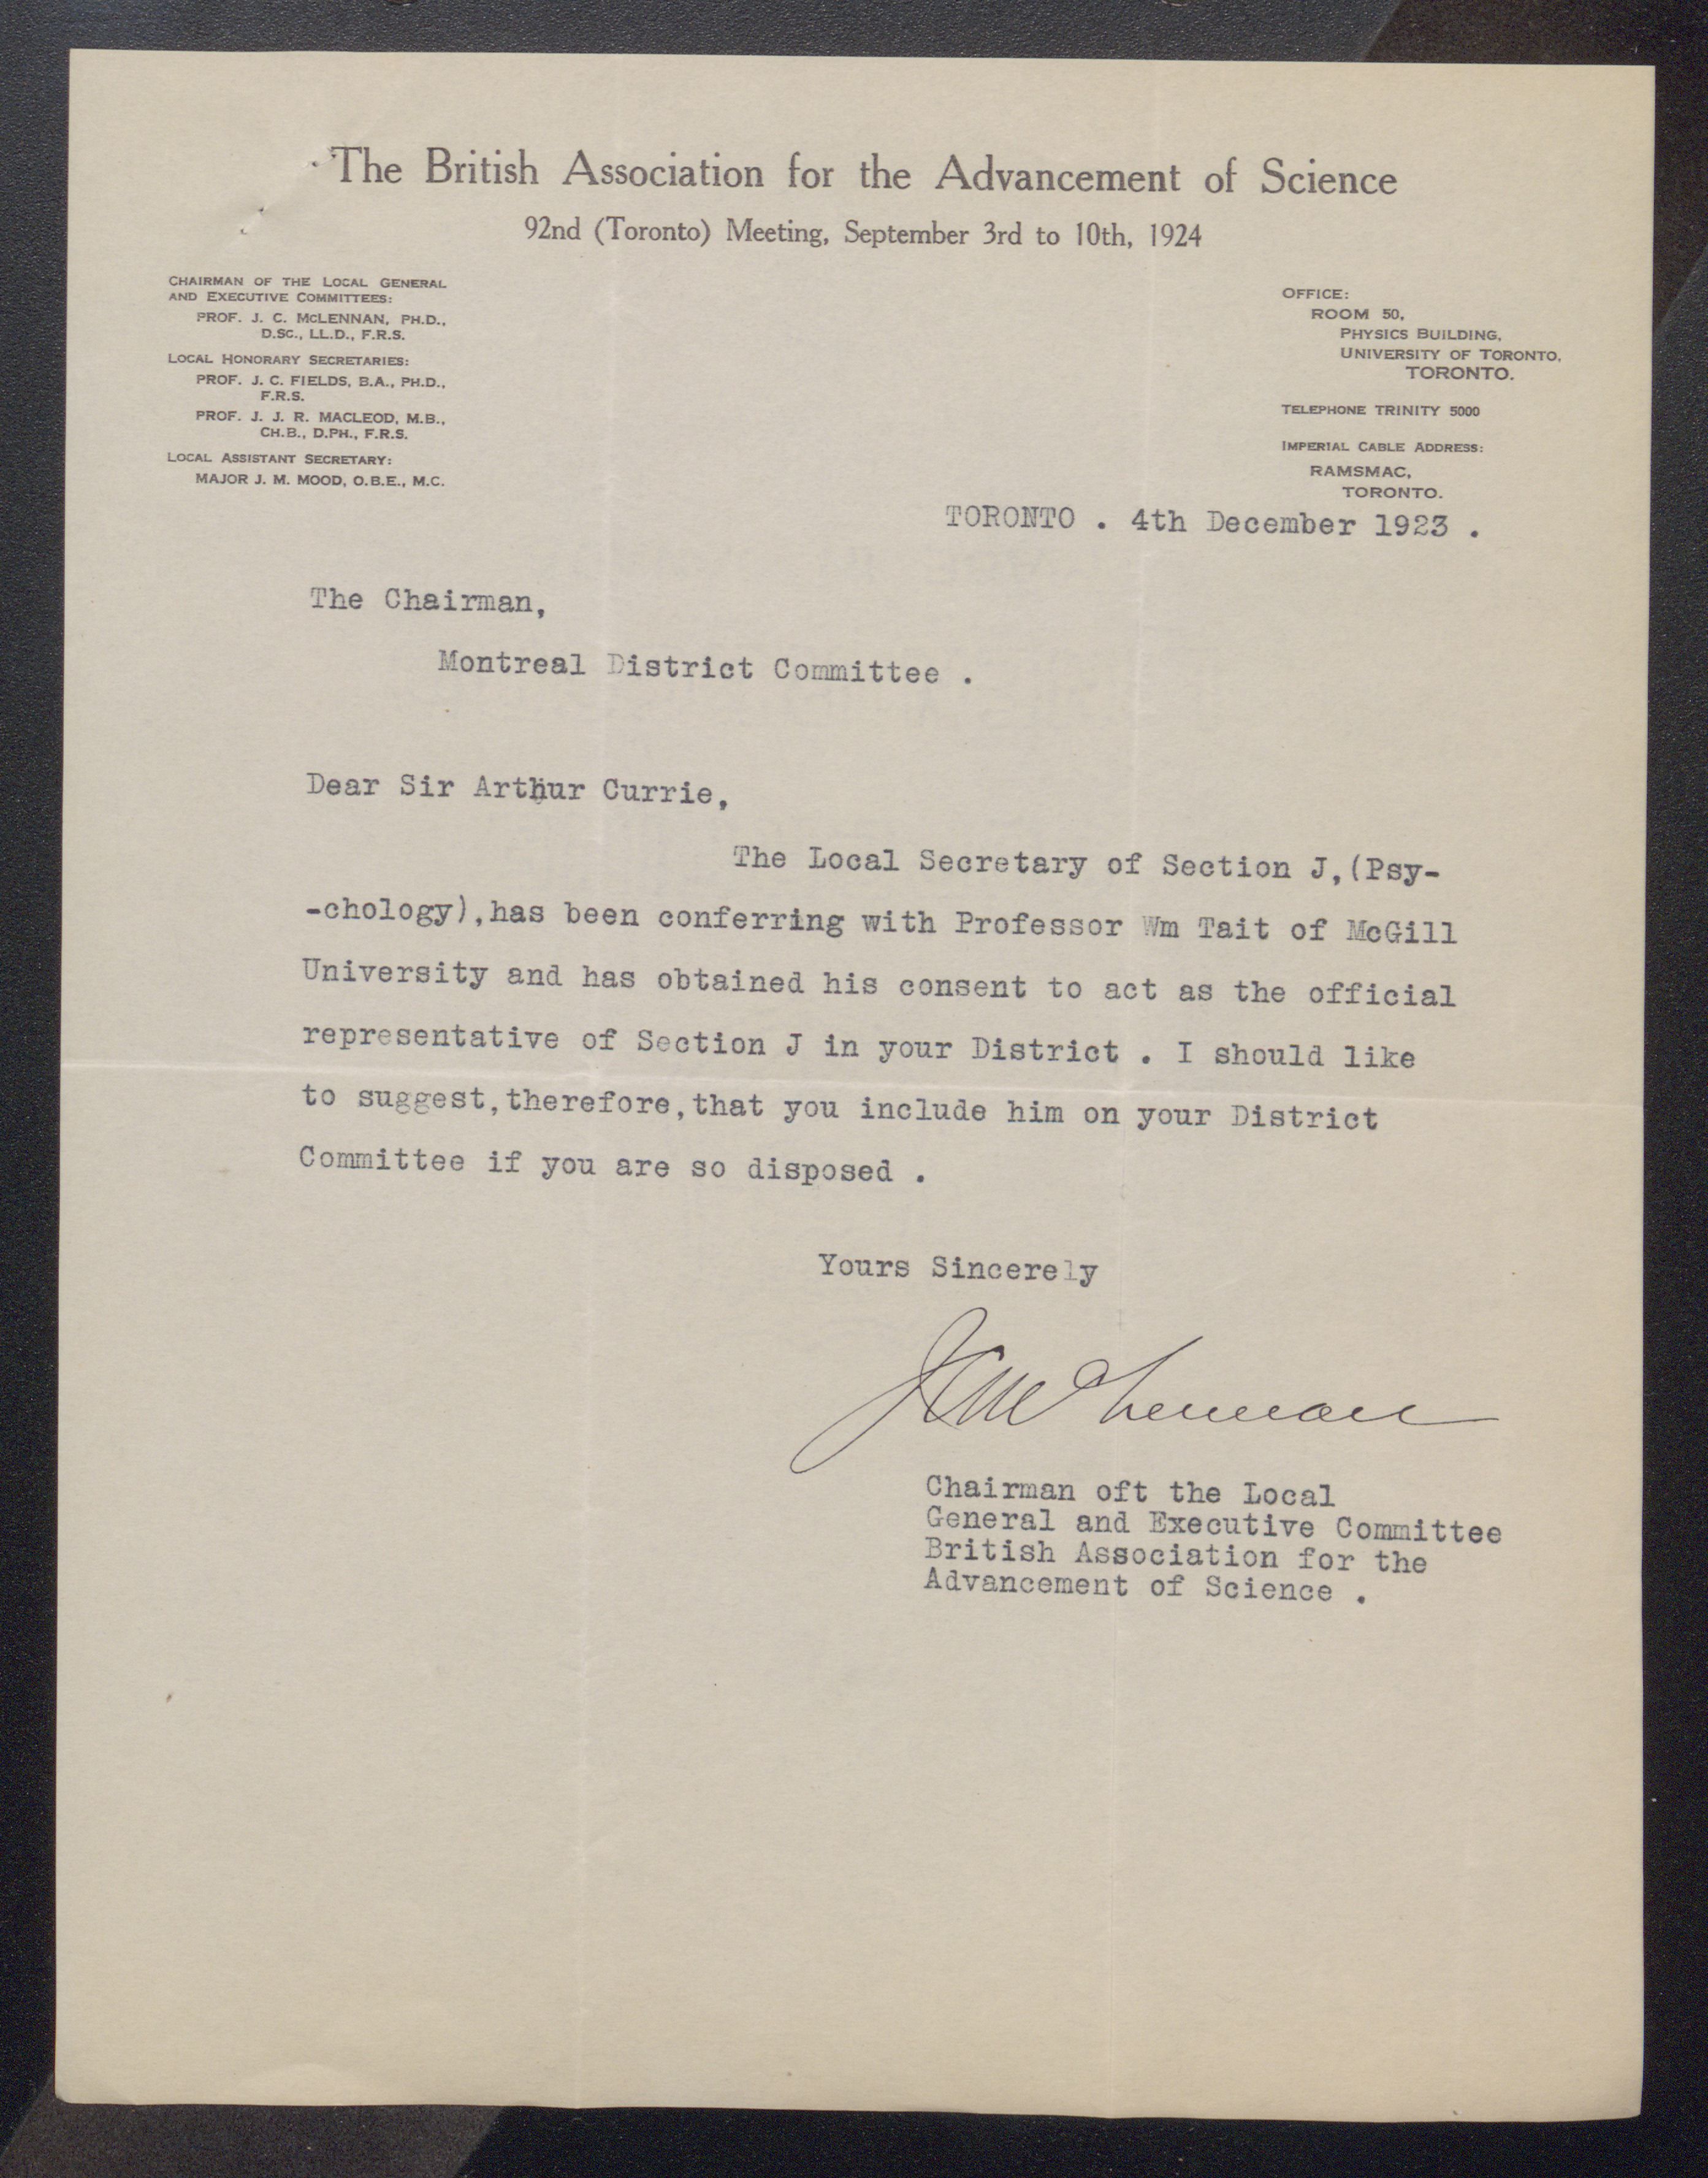 The British Association for the Advancement of Science
92nd (Toronto) Meeting, September 3rd to 10th, 1924
CHAIRMAN OF THE LOCAL GENERAL
AND EXECUTIVE COMMITTEES:
PROF. J. C. McLENNAN, PH.D.,
D.SC., LL.D., F.R.S.
LOCAL HONORARY SECRETARIES:
PROF. J. C. FIELDS, B.A., PH.D.,
F.R.S.
PROF. J. J. R. MACLEOD, M.B.,
CH.B., D.PH., F.R.S.
LOCAL ASSISTANT SECRETARY:
MAJOR J. M. MOOD, O.B.E., M.C.
OFFICE:
ROOM 50,
PHYSICS BUILDING,
UNIVERSITY OF TORONTO,
TORONTO.
TELEPHONE TRINITY 5000
IMPERIAL CABLE ADDRESS:
RAMSMAC,
TORONTO.
TORONTO . 4th December 1923 .
The Chairman,
Montreal District Committee .
Dear Sir Arthur Currie,
The Local Secretary of Section J,(Psy-
-chology),has been conferring with Professor Wm Tait of McGill
University and has obtained his consent to act as the official
representative of Section J in your District . I should like
to suggest,therefore,that you include him on your District
Committee if you are so disposed .
Yours Sincerely
J C McLennan
Chairman oft the Local
General and Executive Committee
British Association for the
Advancement of Science .